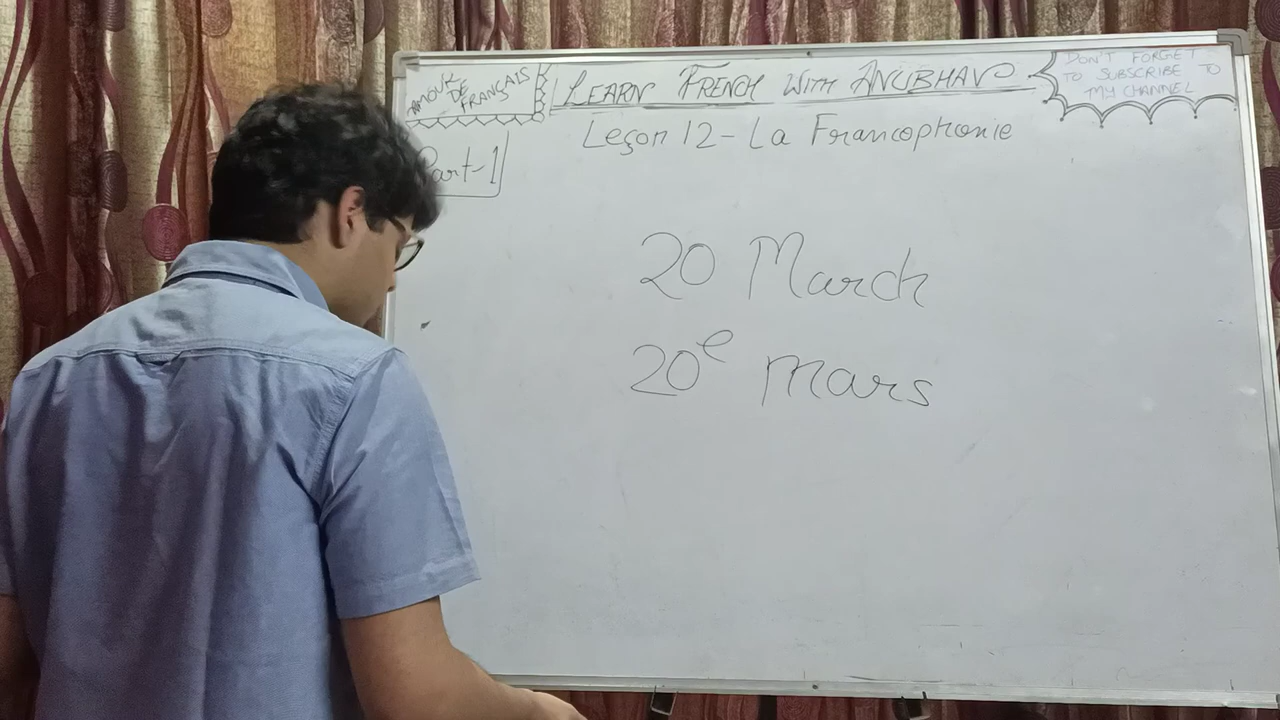 AMOUR
DE
FRANÇAIS
LEARN FRENCH WITH ANUBHAV
DON'T FORGET
TO SUBSCRIBE TO
MY CHANNEL
Leçon 12 - La Francophonie
Part-1
20 March
20e Mars